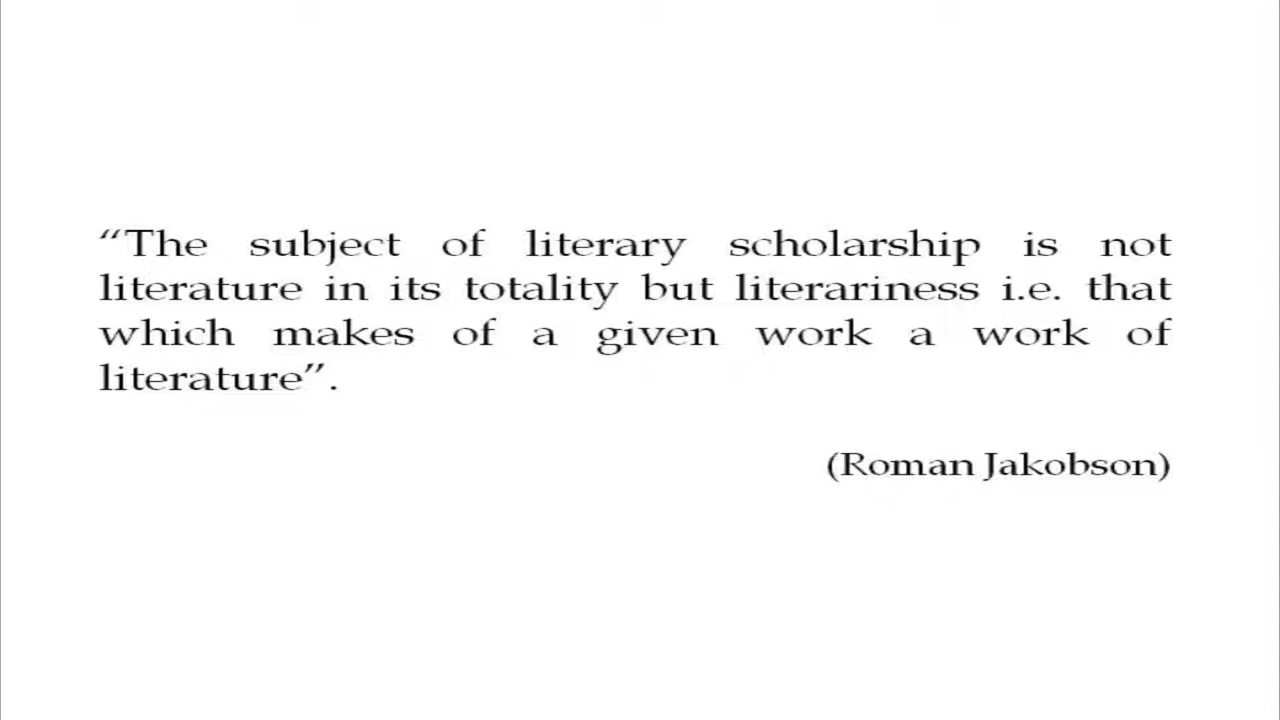 “The subject of literary scholarship is not
literature in its totality but literariness i.e. that
which makes of a given work a work of
literature”.
(Roman Jakobson)